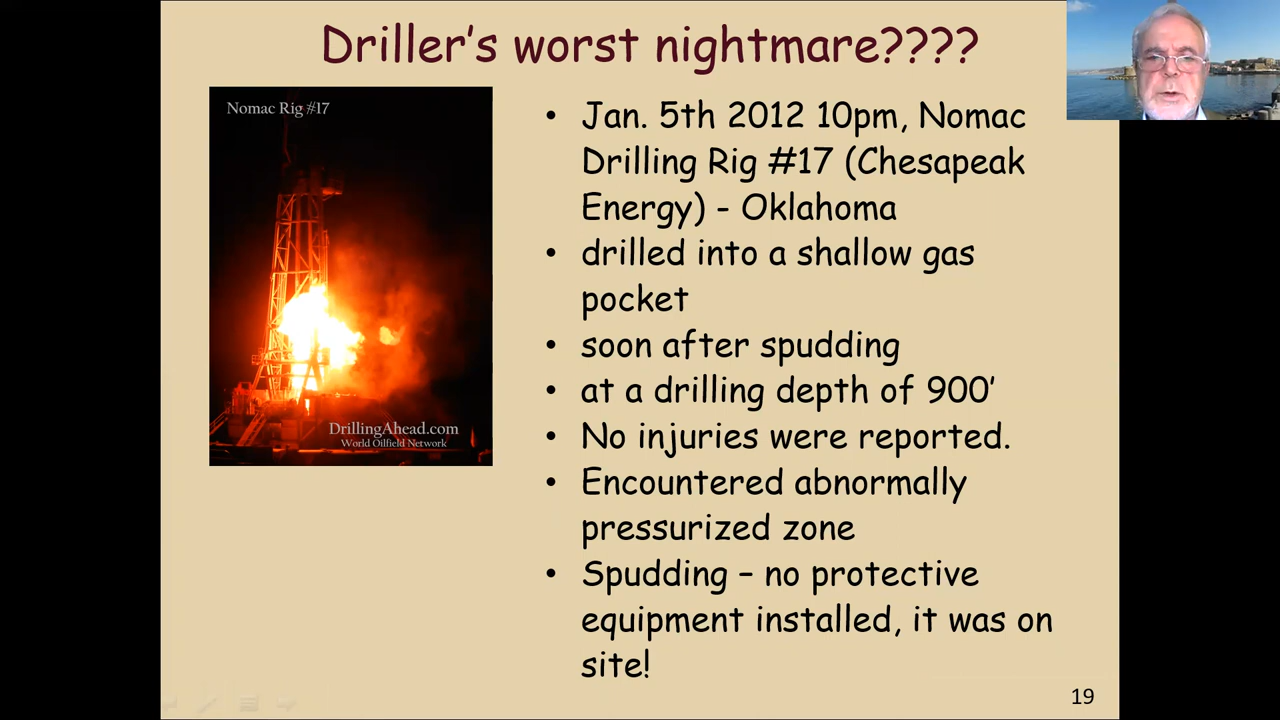 Driller's worst nightmare????
Nomac Rig #17
DrillingAhead.com
World Oilfield Network
• Jan. 5th 2012 10pm, Nomac
Drilling Rig #17 (Chesapeak
Energy) - Oklahoma
• drilled into a shallow gas
pocket
• soon after spudding
• at a drilling depth of 900’
• No injuries were reported.
• Encountered abnormally
pressurized zone
• Spudding – no protective
equipment installed, it was on
site!
19